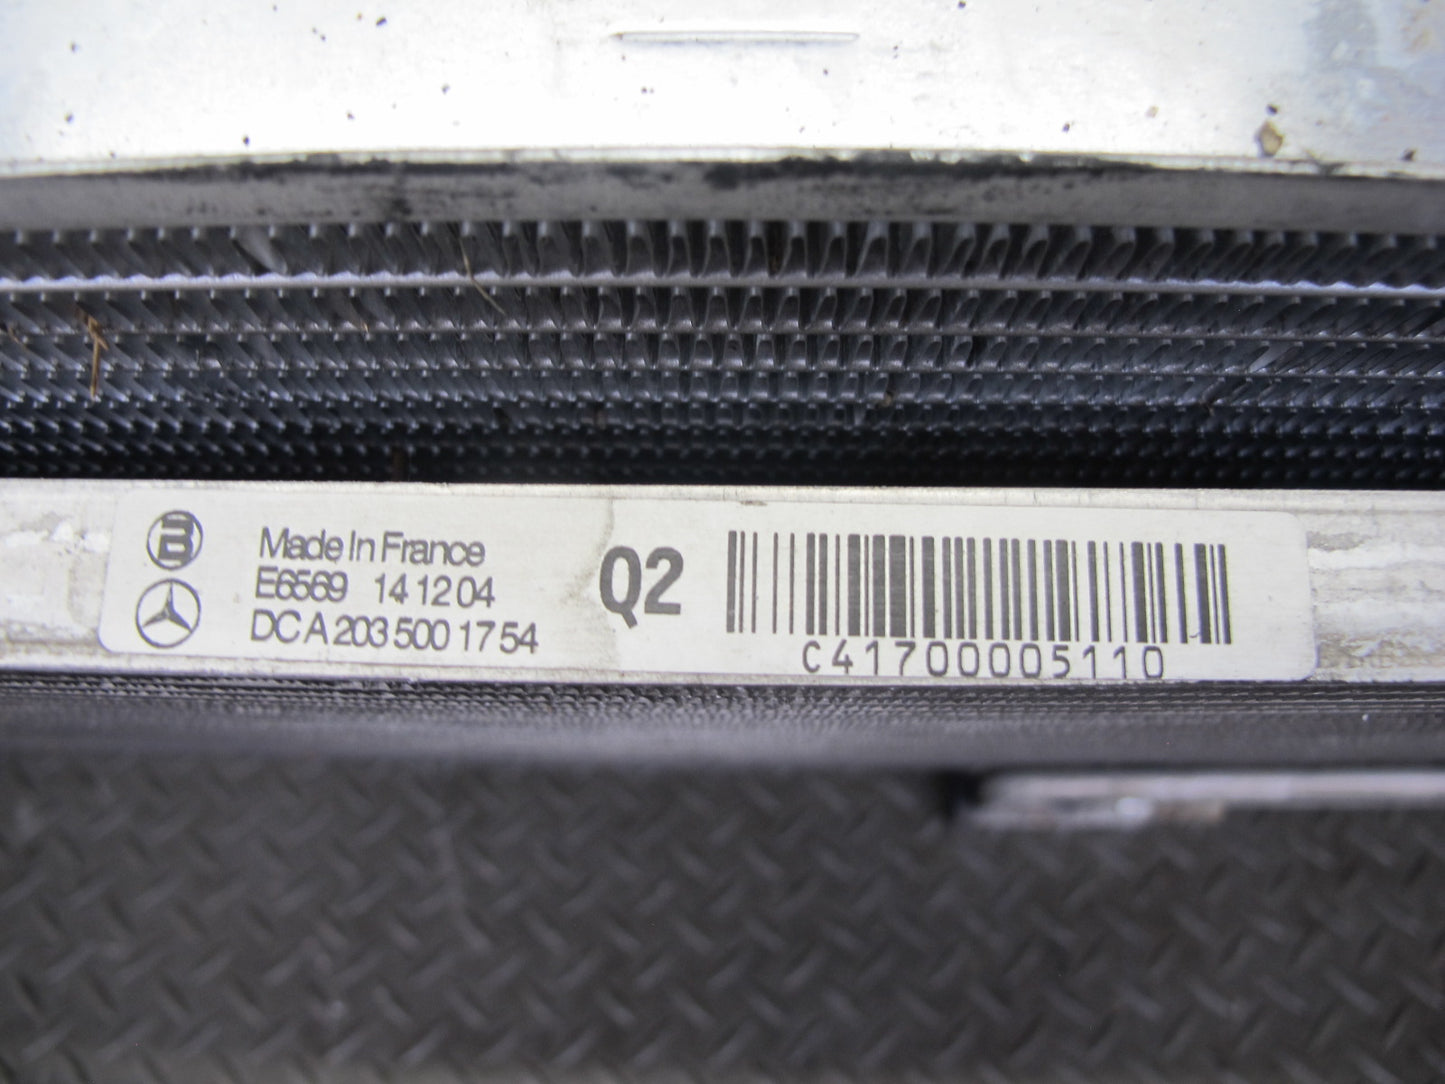 Made In France
E6569 14 12 04
DC A 203 500 17 54
Q2
C41700005110